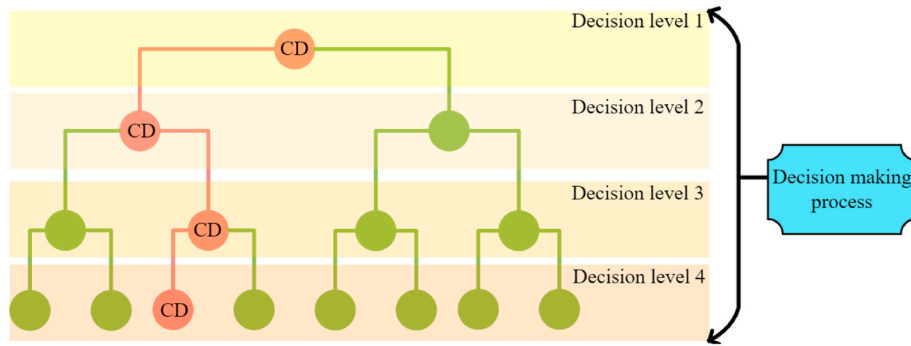 Decision level 1
CD
Decision level 2
CD
Decision level 3
CD
Decision making
process
Decision level 4
CD